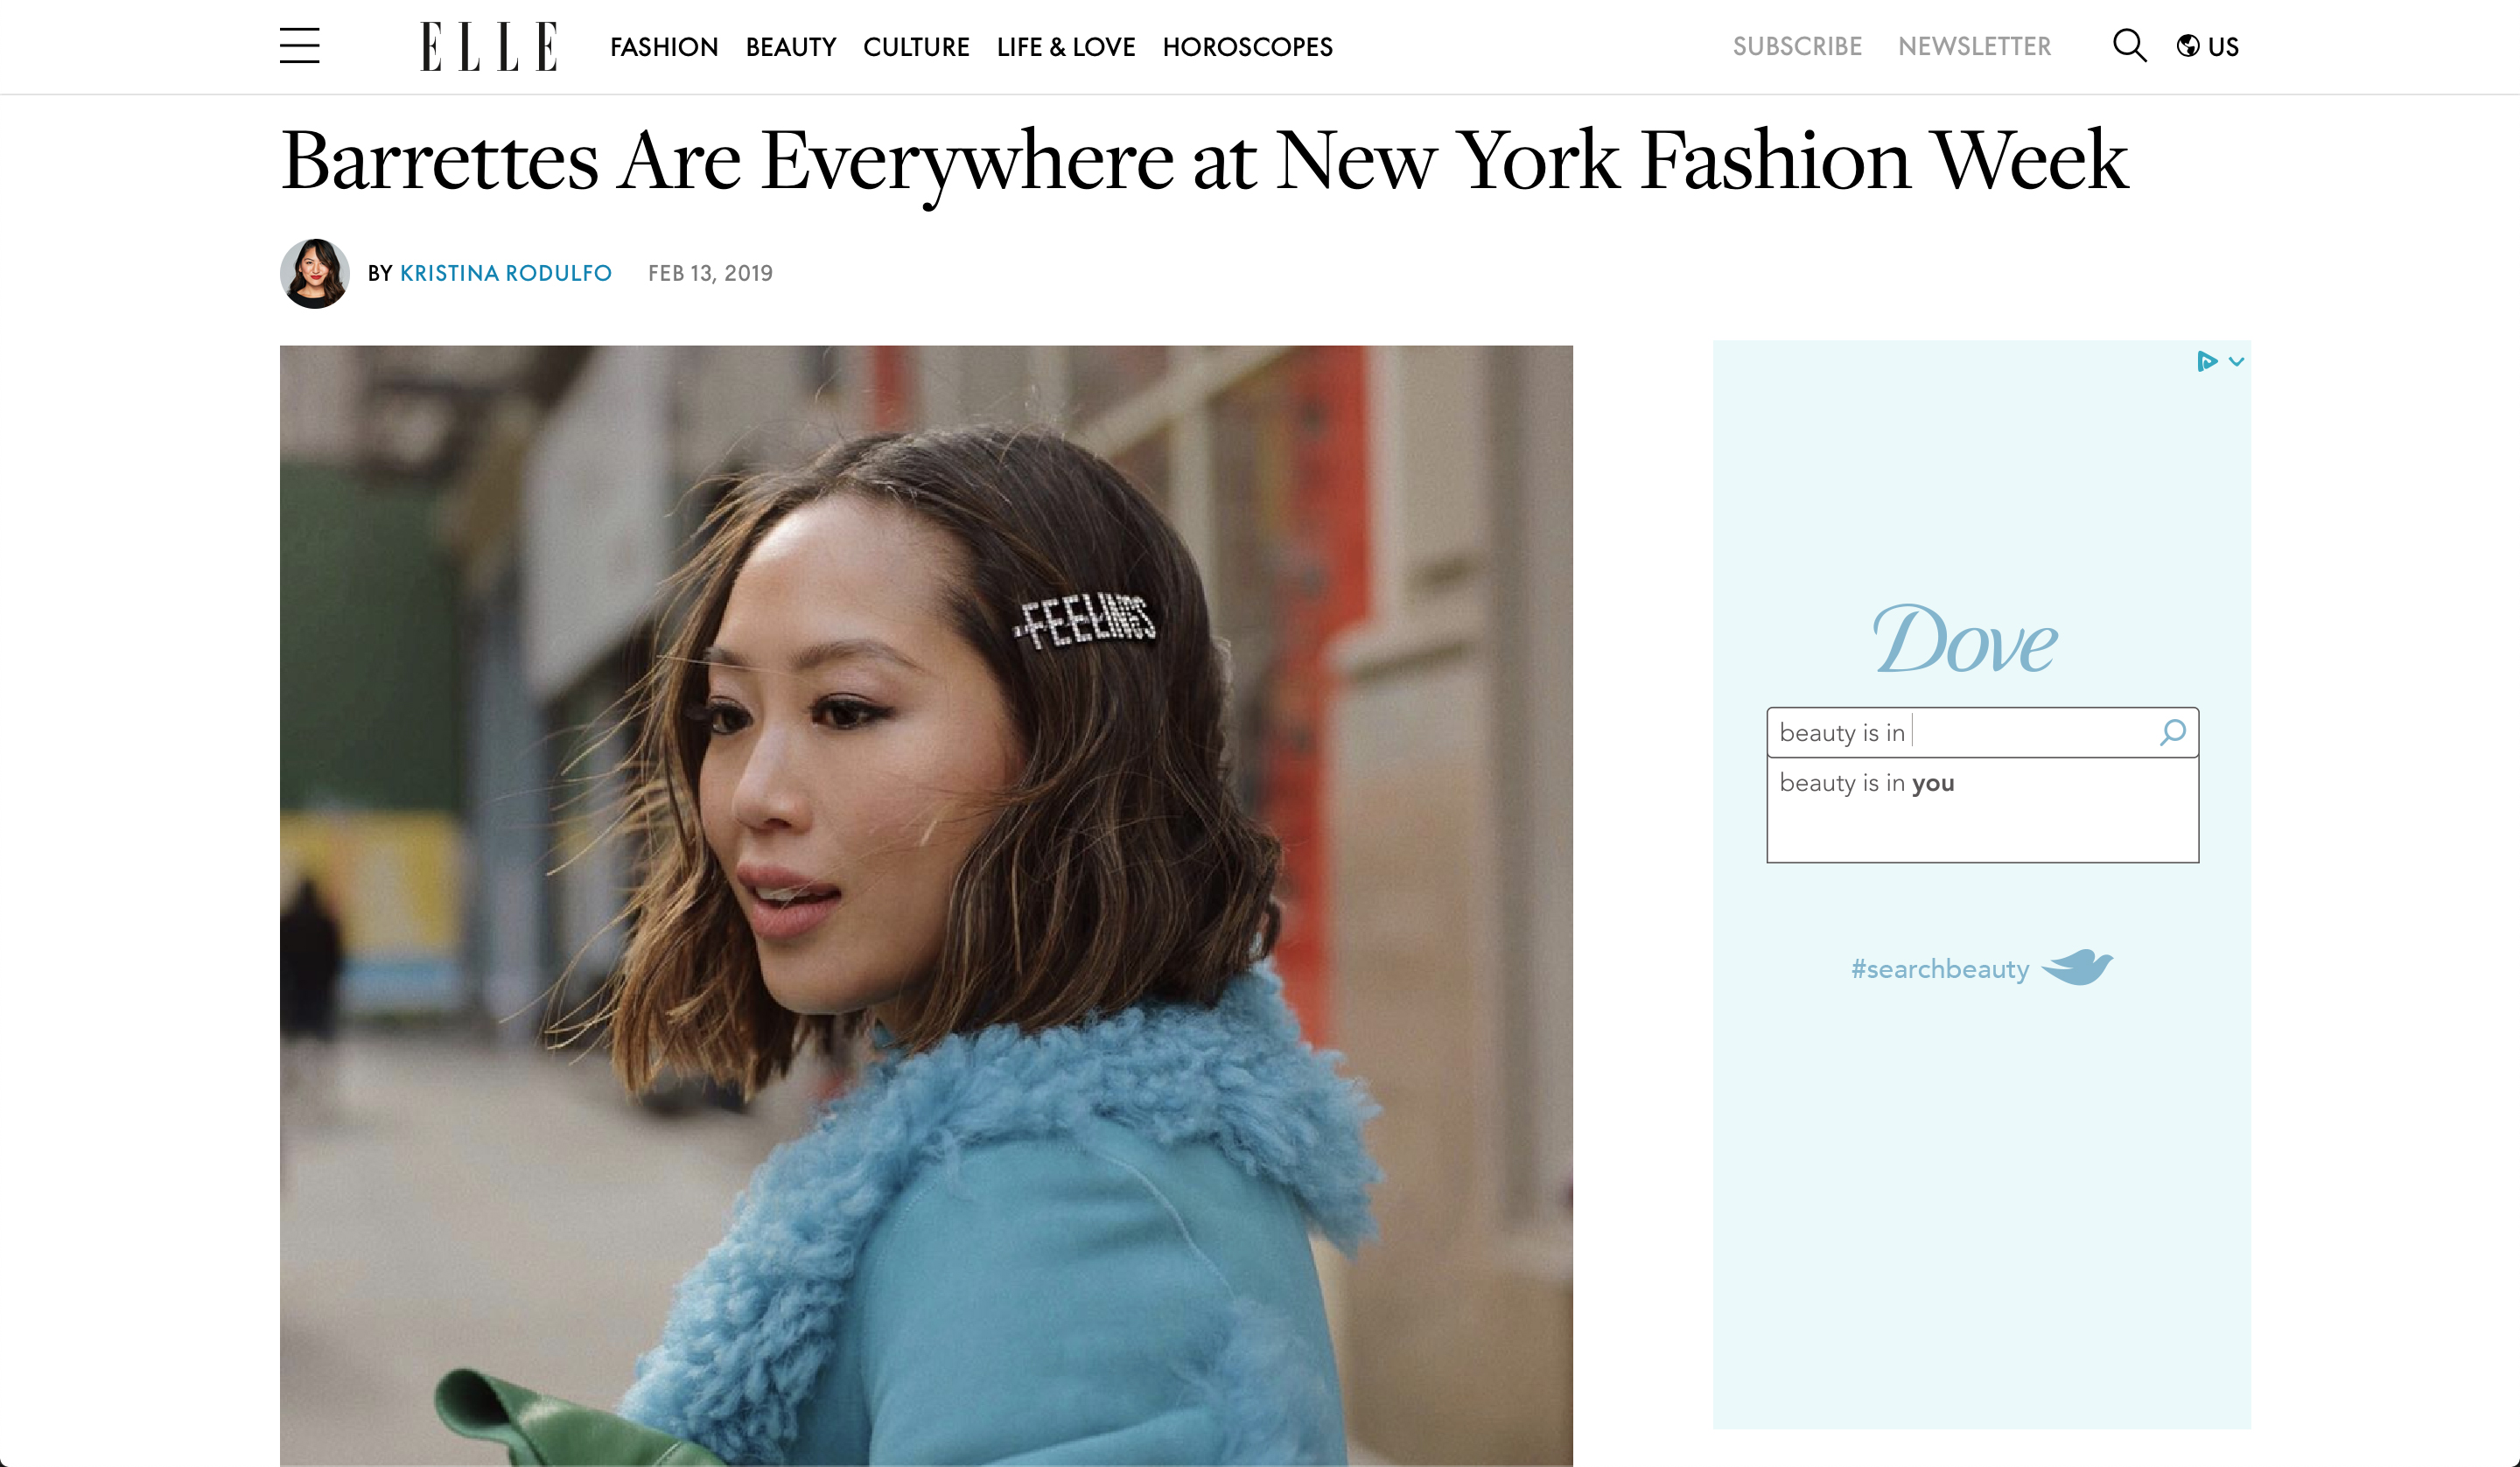 ELLE
FASHION BEAUTY CULTURE LIFE & LOVE HOROSCOPES
SUBSCRIBE NEWSLETTER
US
Barrettes Are Everywhere at New York Fashion Week
BY KRISTINA RODULFO FEB 13, 2019
FEELINGS
Dove
beauty is in
beauty is in you
#searchbeauty